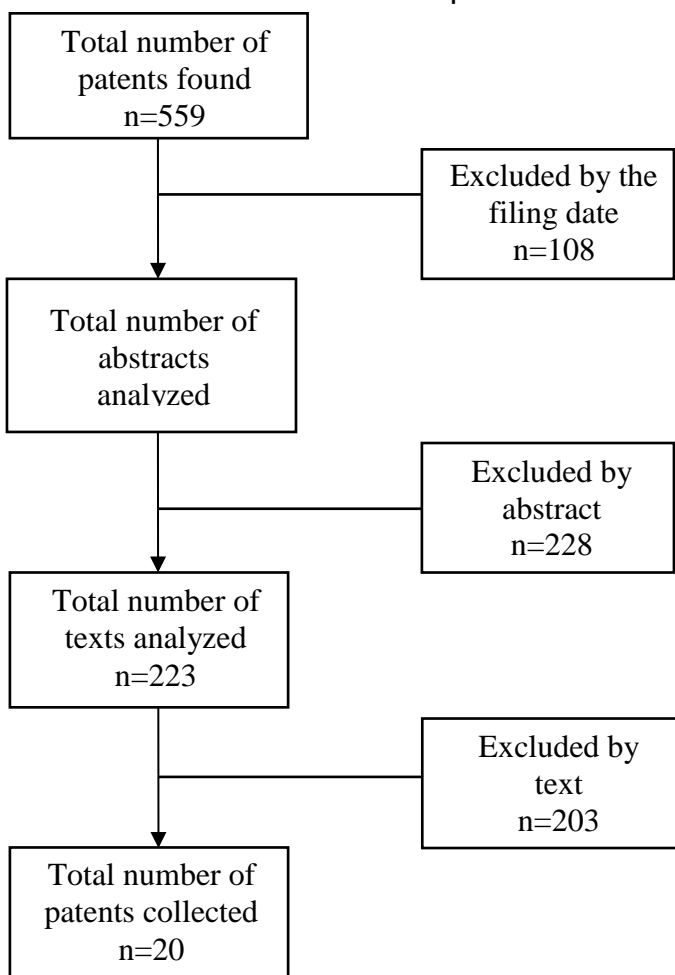 Total number of
patents found
n=559
Excluded by the
filing date
n=108
Total number of
abstracts
analyzed
Excluded by
abstract
n=228
Total number of
texts analyzed
n=223
Excluded by
text
n=203
Total number of
patents collected
n=20